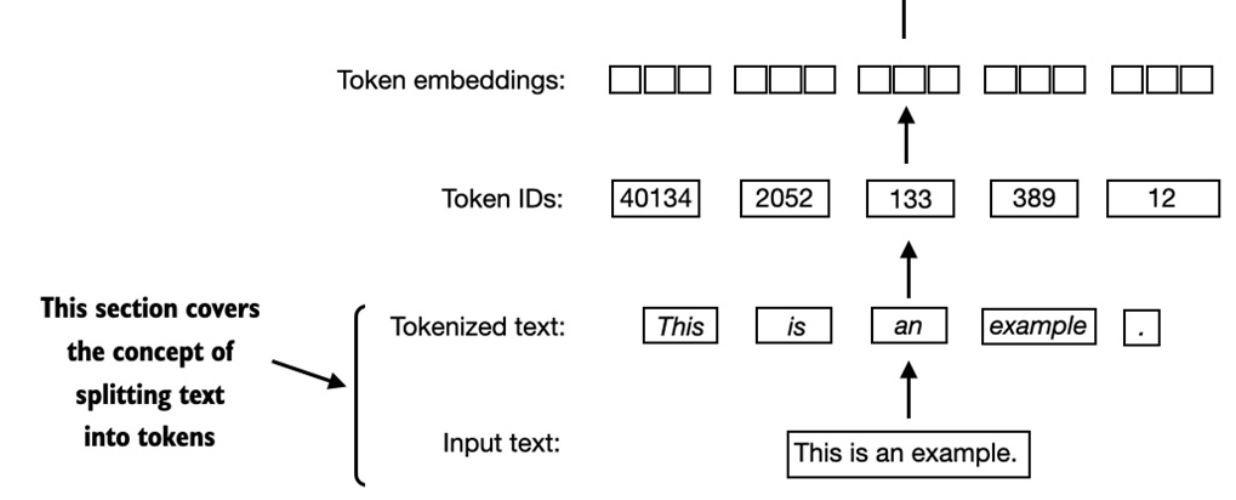 Token embeddings:
Token IDs: 40134 2052 133 389 12
This section covers
the concept of
splitting text
into tokens
Tokenized text: This is an example .
Input text: This is an example.